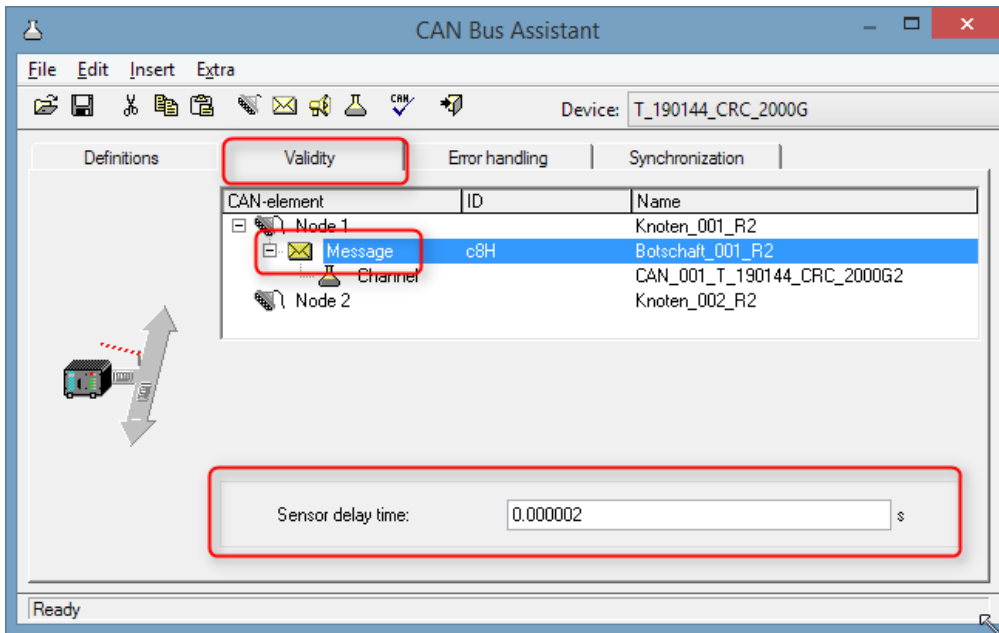 CAN Bus Assistant
File Edit Insert Extra
CAN Device: T_190144_CRC_2000G
Definitions Validity Error handling Synchronization
CAN-element ID Name
Node 1 Knoten_001_R2
Message c8H Botschaft_001_R2
Channel CAN_001_T_190144_CRC_2000G2
Node 2 Knoten_002_R2
Sensor delay time: 0.000002 s
Ready